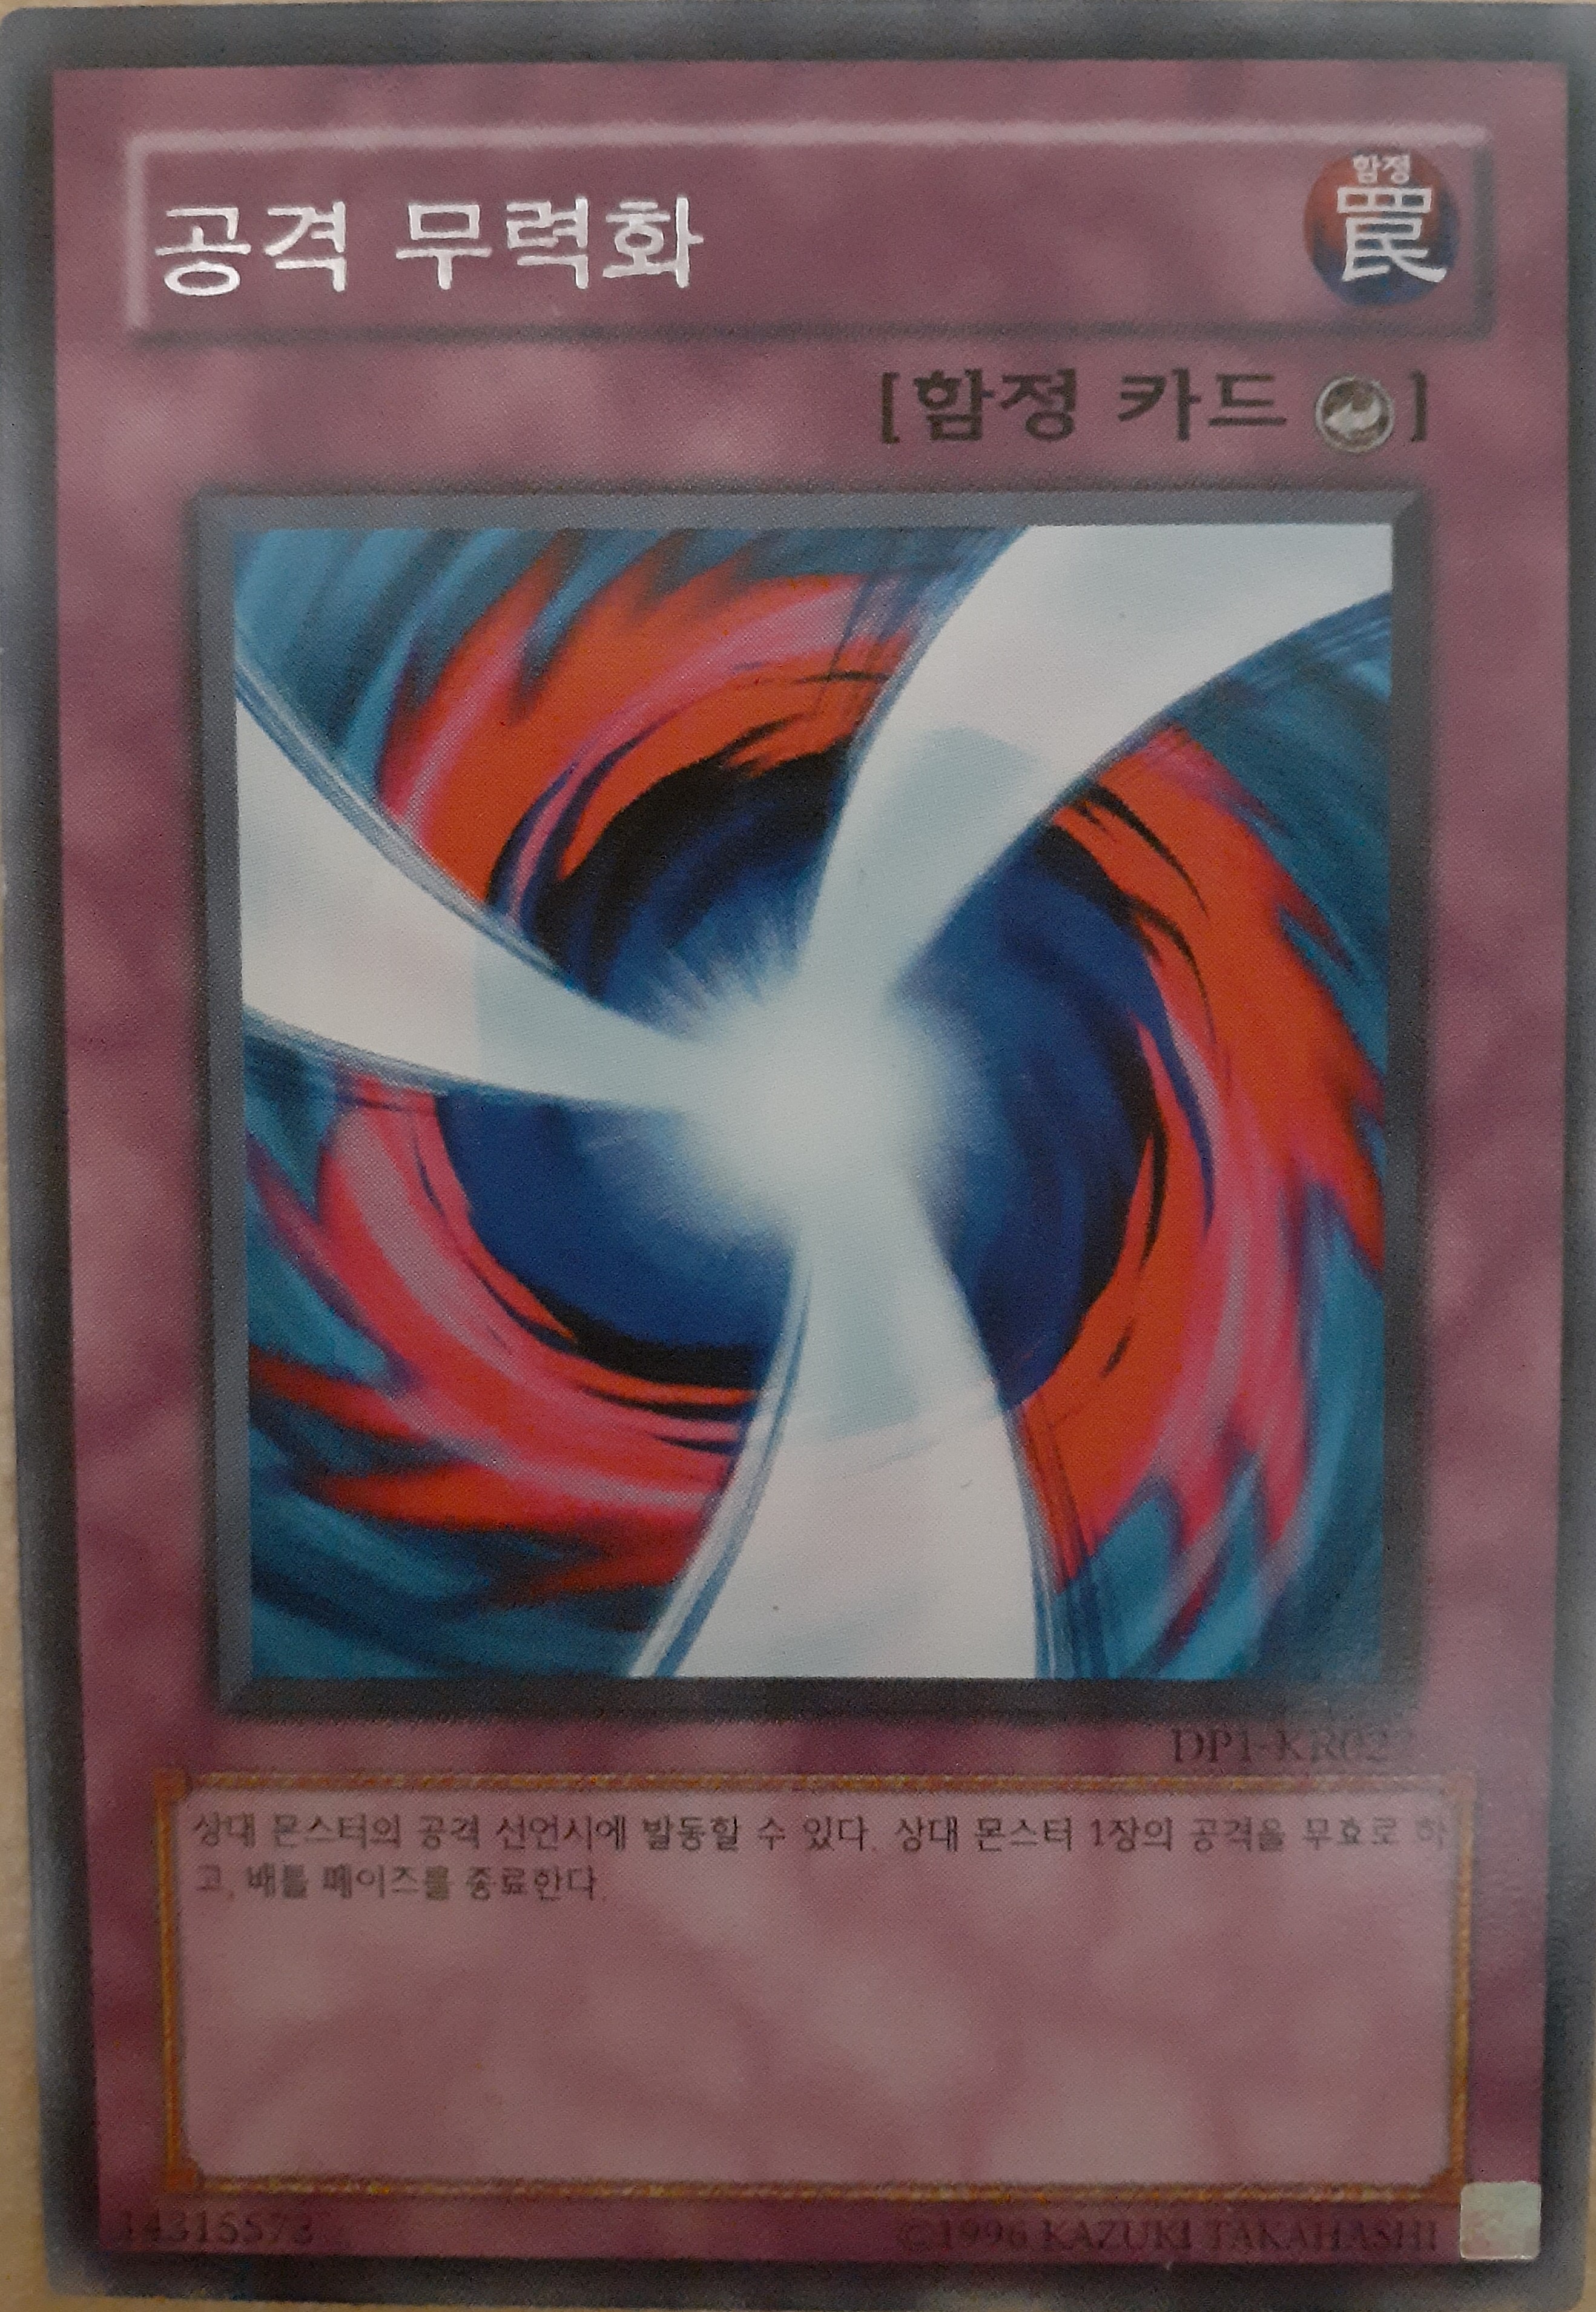 공격 무력화
함정
罠
[함정 카드]
DP1-KR02
상대 몬스터의 공격 선언시에 발동할 수 있다. 상대 몬스터 1장의 공격을 무효로 하
고, 배틀 페이즈를 종료한다.
14315573
©1996 KAZUKI TAKAHASHI